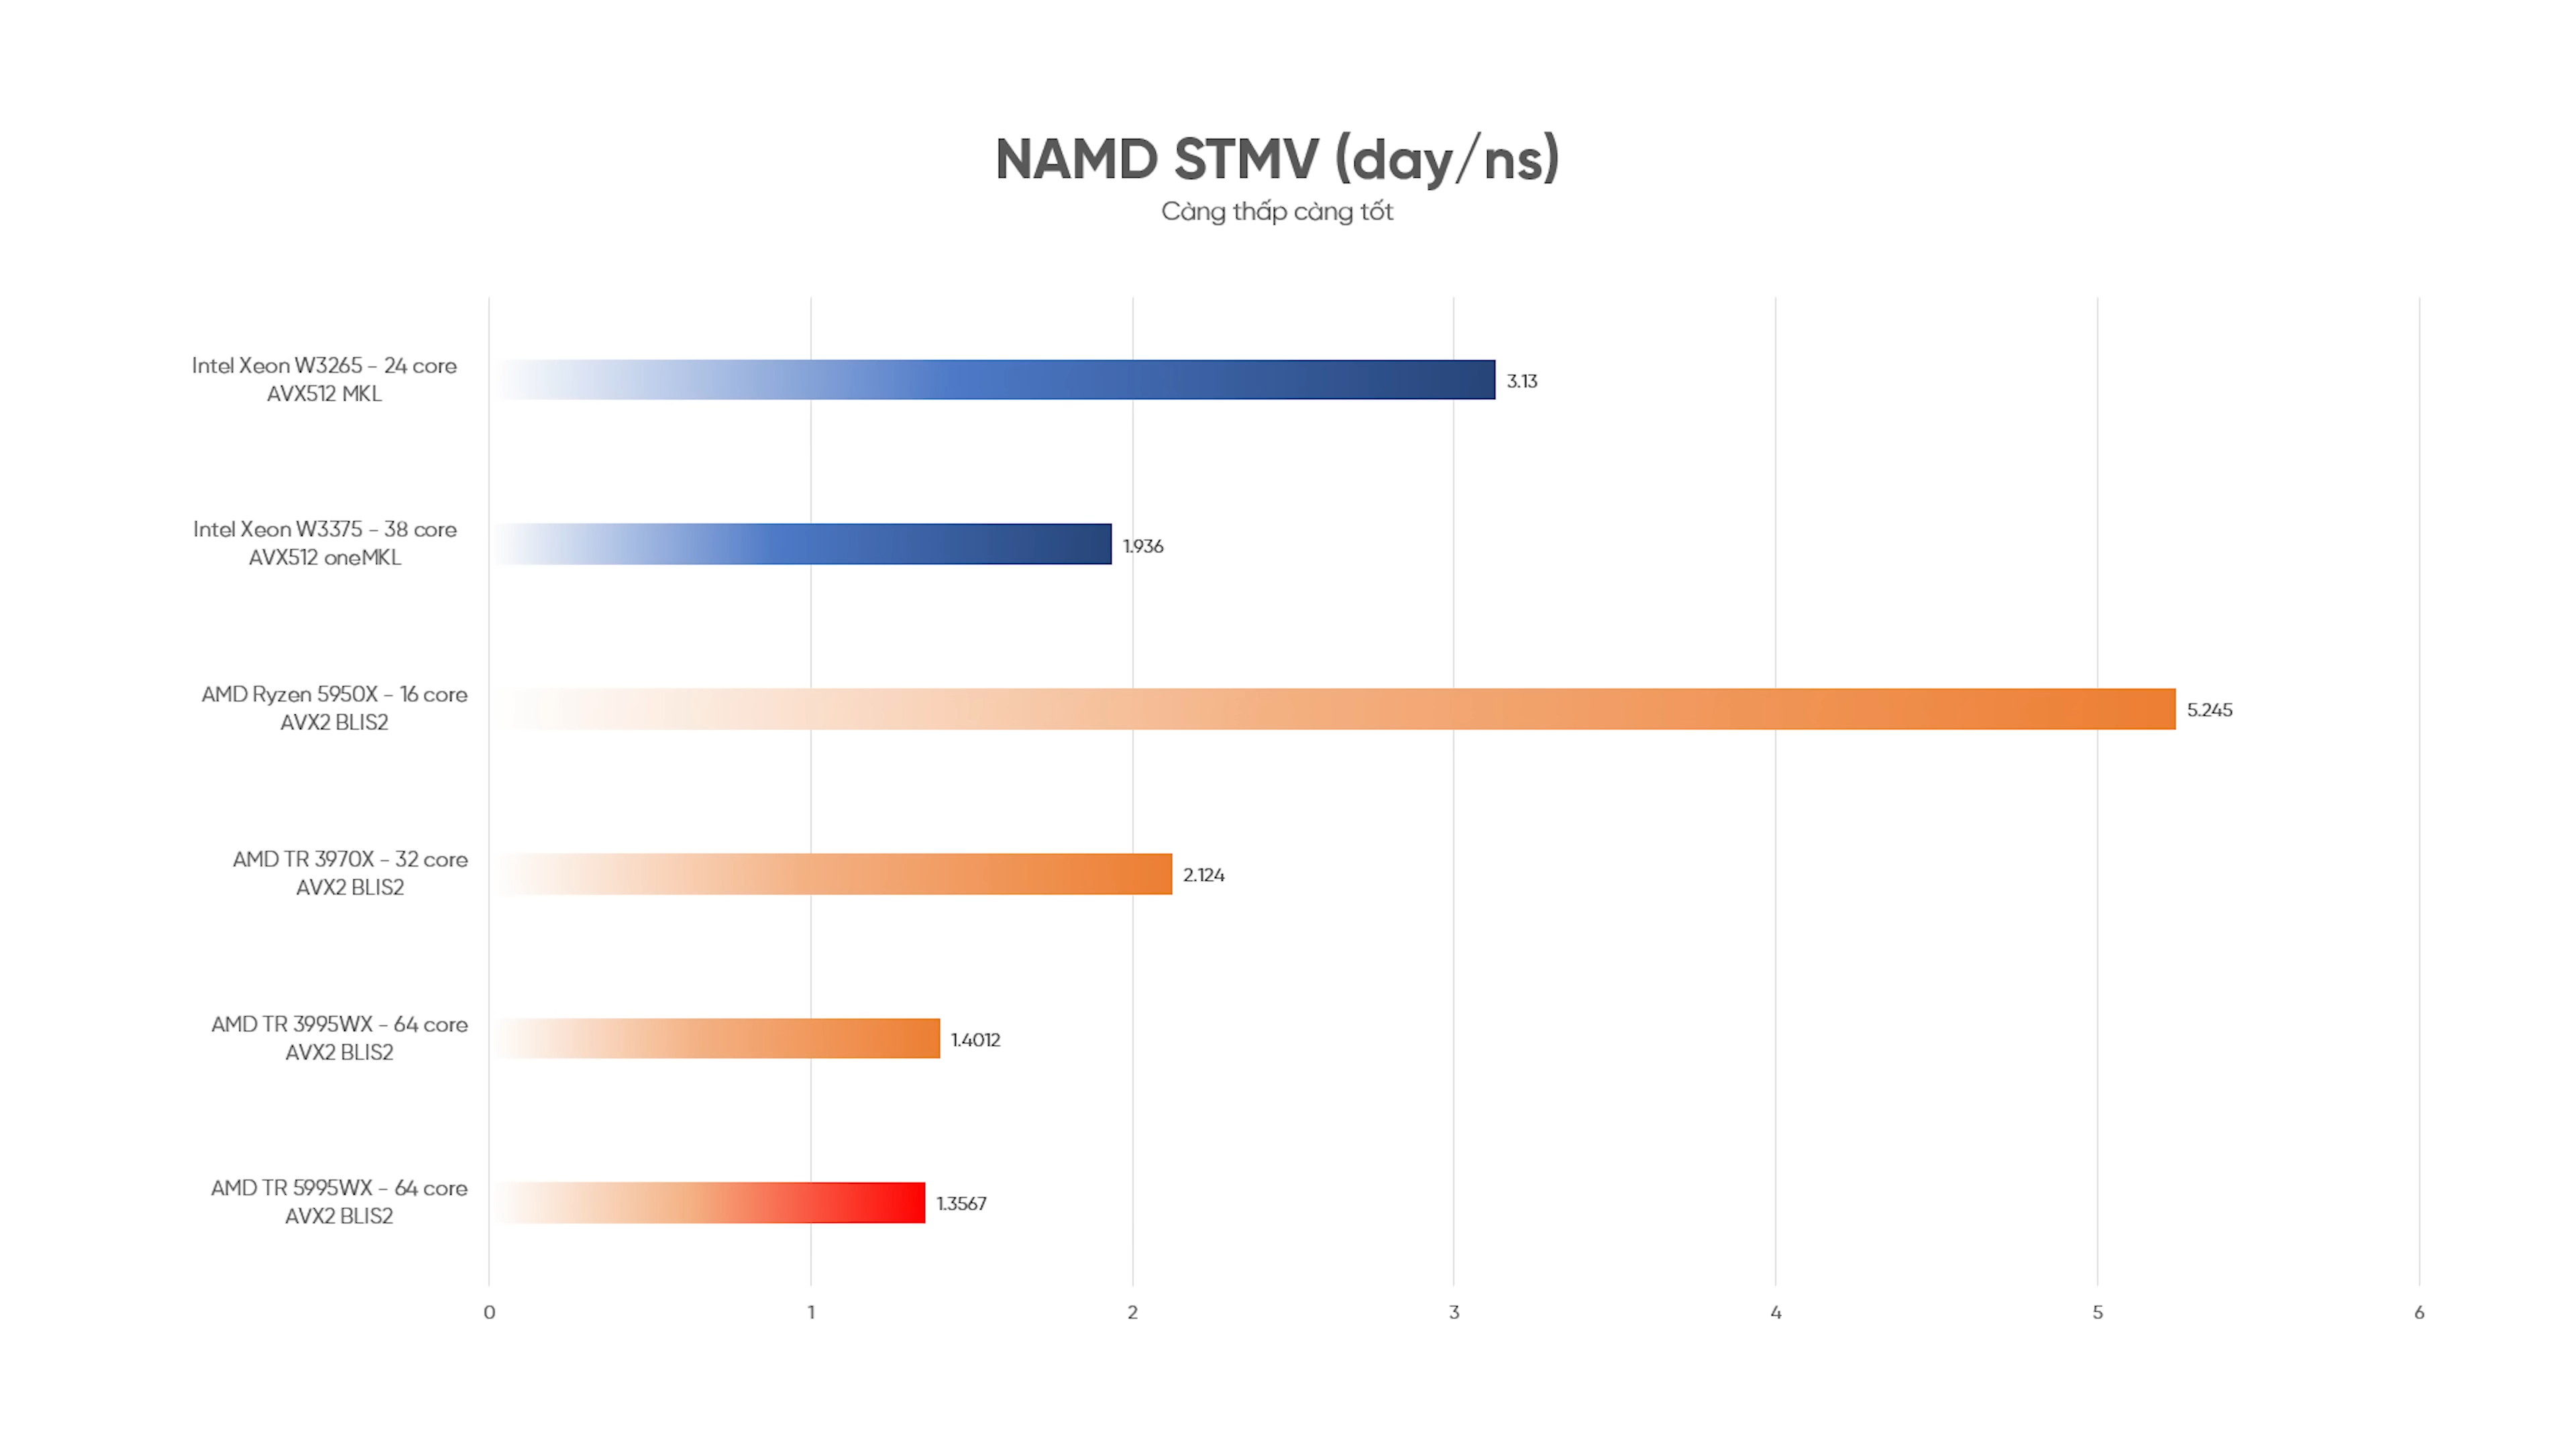 NAMD STMV (day/ns)
Càng thấp càng tốt
Intel Xeon W3265 - 24 core
AVX512 MKL
3.13
Intel Xeon W3375 - 38 core
AVX512 oneMKL
1.936
AMD Ryzen 5950X - 16 core
AVX2 BLIS2
5.245
AMD TR 3970X - 32 core
AVX2 BLIS2
2.124
AMD TR 3995WX - 64 core
AVX2 BLIS2
1.4012
AMD TR 5995WX - 64 core
AVX2 BLIS2
1.3567
0 1 2 3 4 5 6